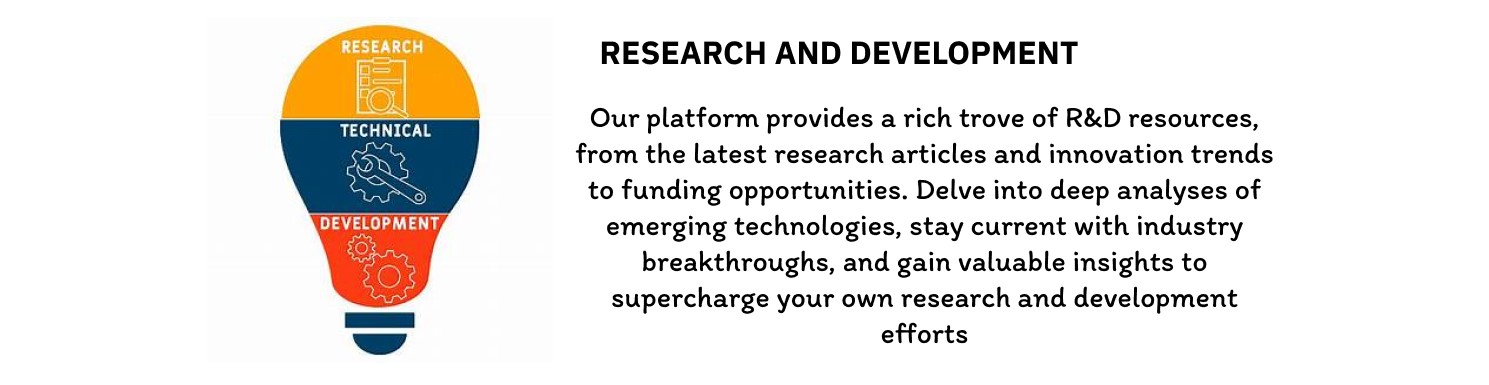 RESEARCH
TECHNICAL
DEVELOPMENT
RESEARCH AND DEVELOPMENT
Our platform provides a rich trove of R&D resources,
from the latest research articles and innovation trends
to funding opportunities. Delve into deep analyses of
emerging technologies, stay current with industry
breakthroughs, and gain valuable insights to
supercharge your own research and development
efforts